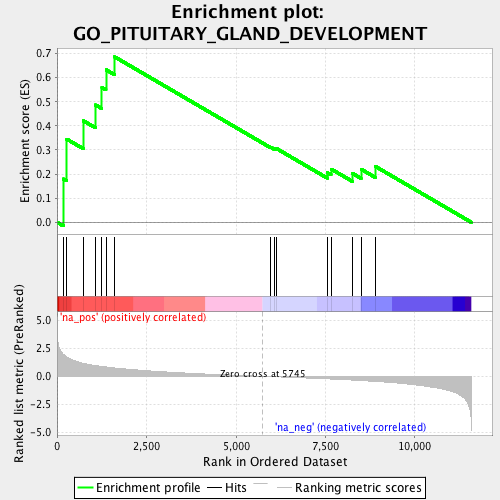 Enrichment plot:
GO_PITUITARY_GLAND_DEVELOPMENT
Enrichment score (ES)
0.7
0.6
0.5
0.4
0.3
0.2
0.1
0.0
'na_pos' (positively correlated)
Ranked list metric (PreRanked)
5.0
2.5
0.0
-2.5
-5.0
Zero cross at 5745
'na_neg' (negatively correlated)
0 2,500 5,000 7,500 10,000
Rank in Ordered Dataset
Enrichment profile Hits Ranking metric scores